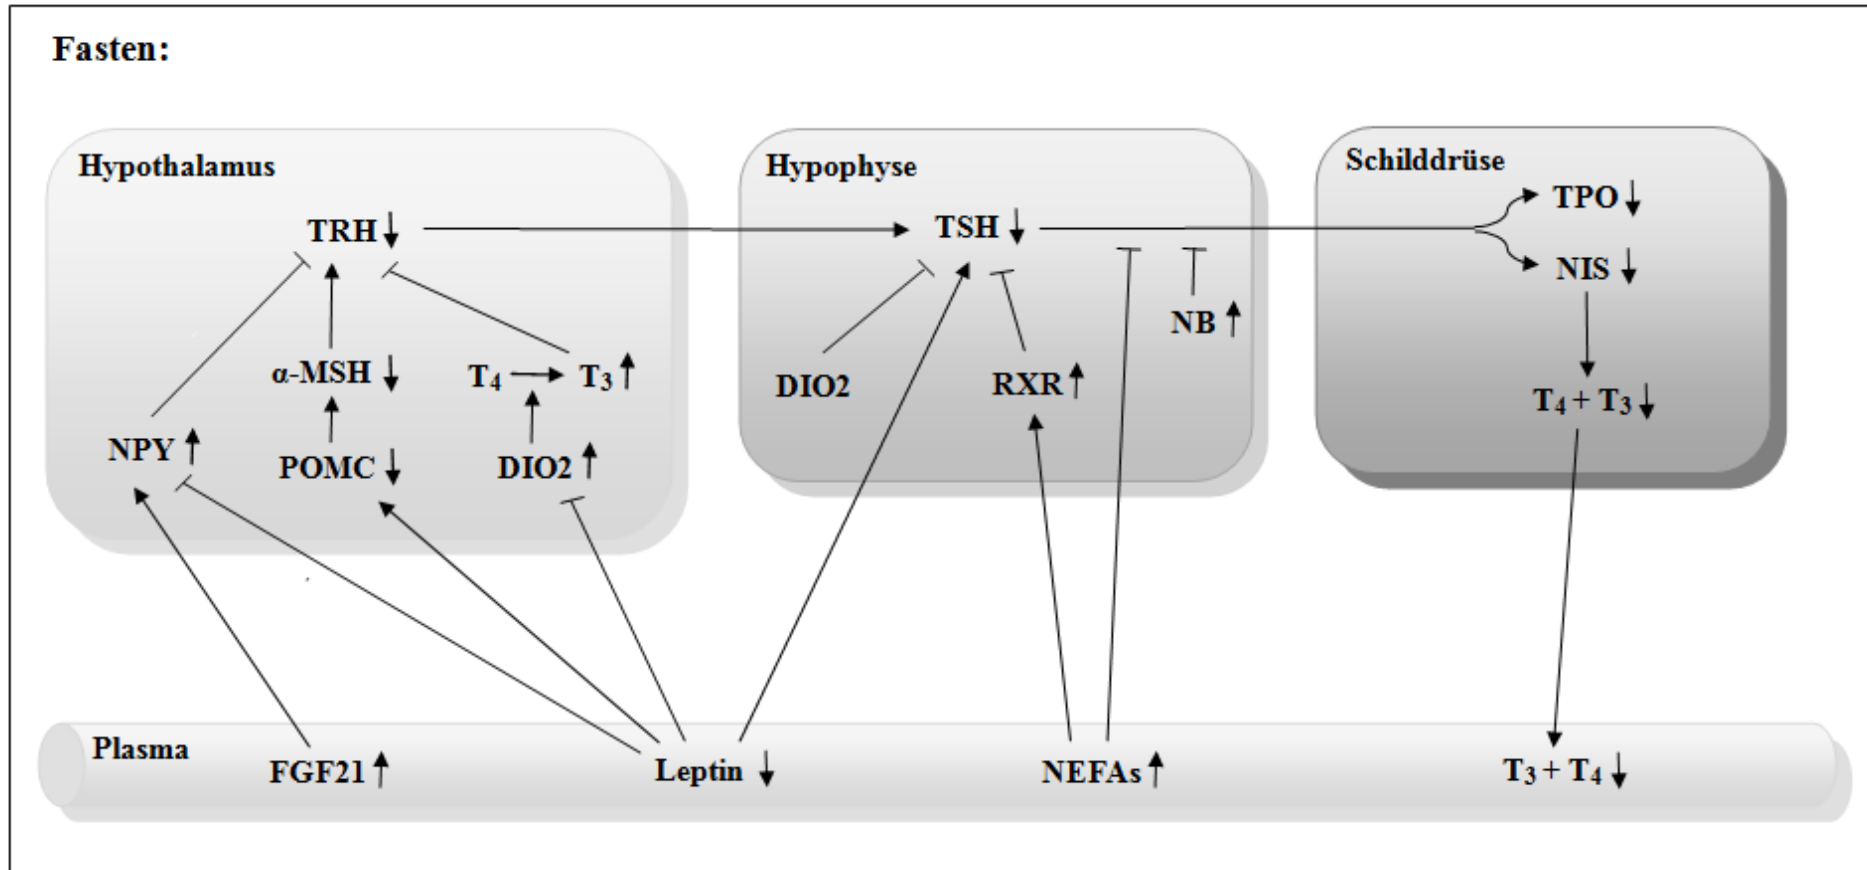 Fasten:
Hypothalamus
TRH ↓
α-MSH ↓
T₄ → T₃ ↑
NPY ↑
POMC ↓
DIO2 ↑
Hypophyse
TSH ↓
NB ↑
DIO2
RXR ↑
Schilddrüse
TPO ↓
NIS ↓
T₄ + T₃ ↓
Plasma
FGF21 ↑
Leptin ↓
NEFAs ↑
T₃ + T₄ ↓